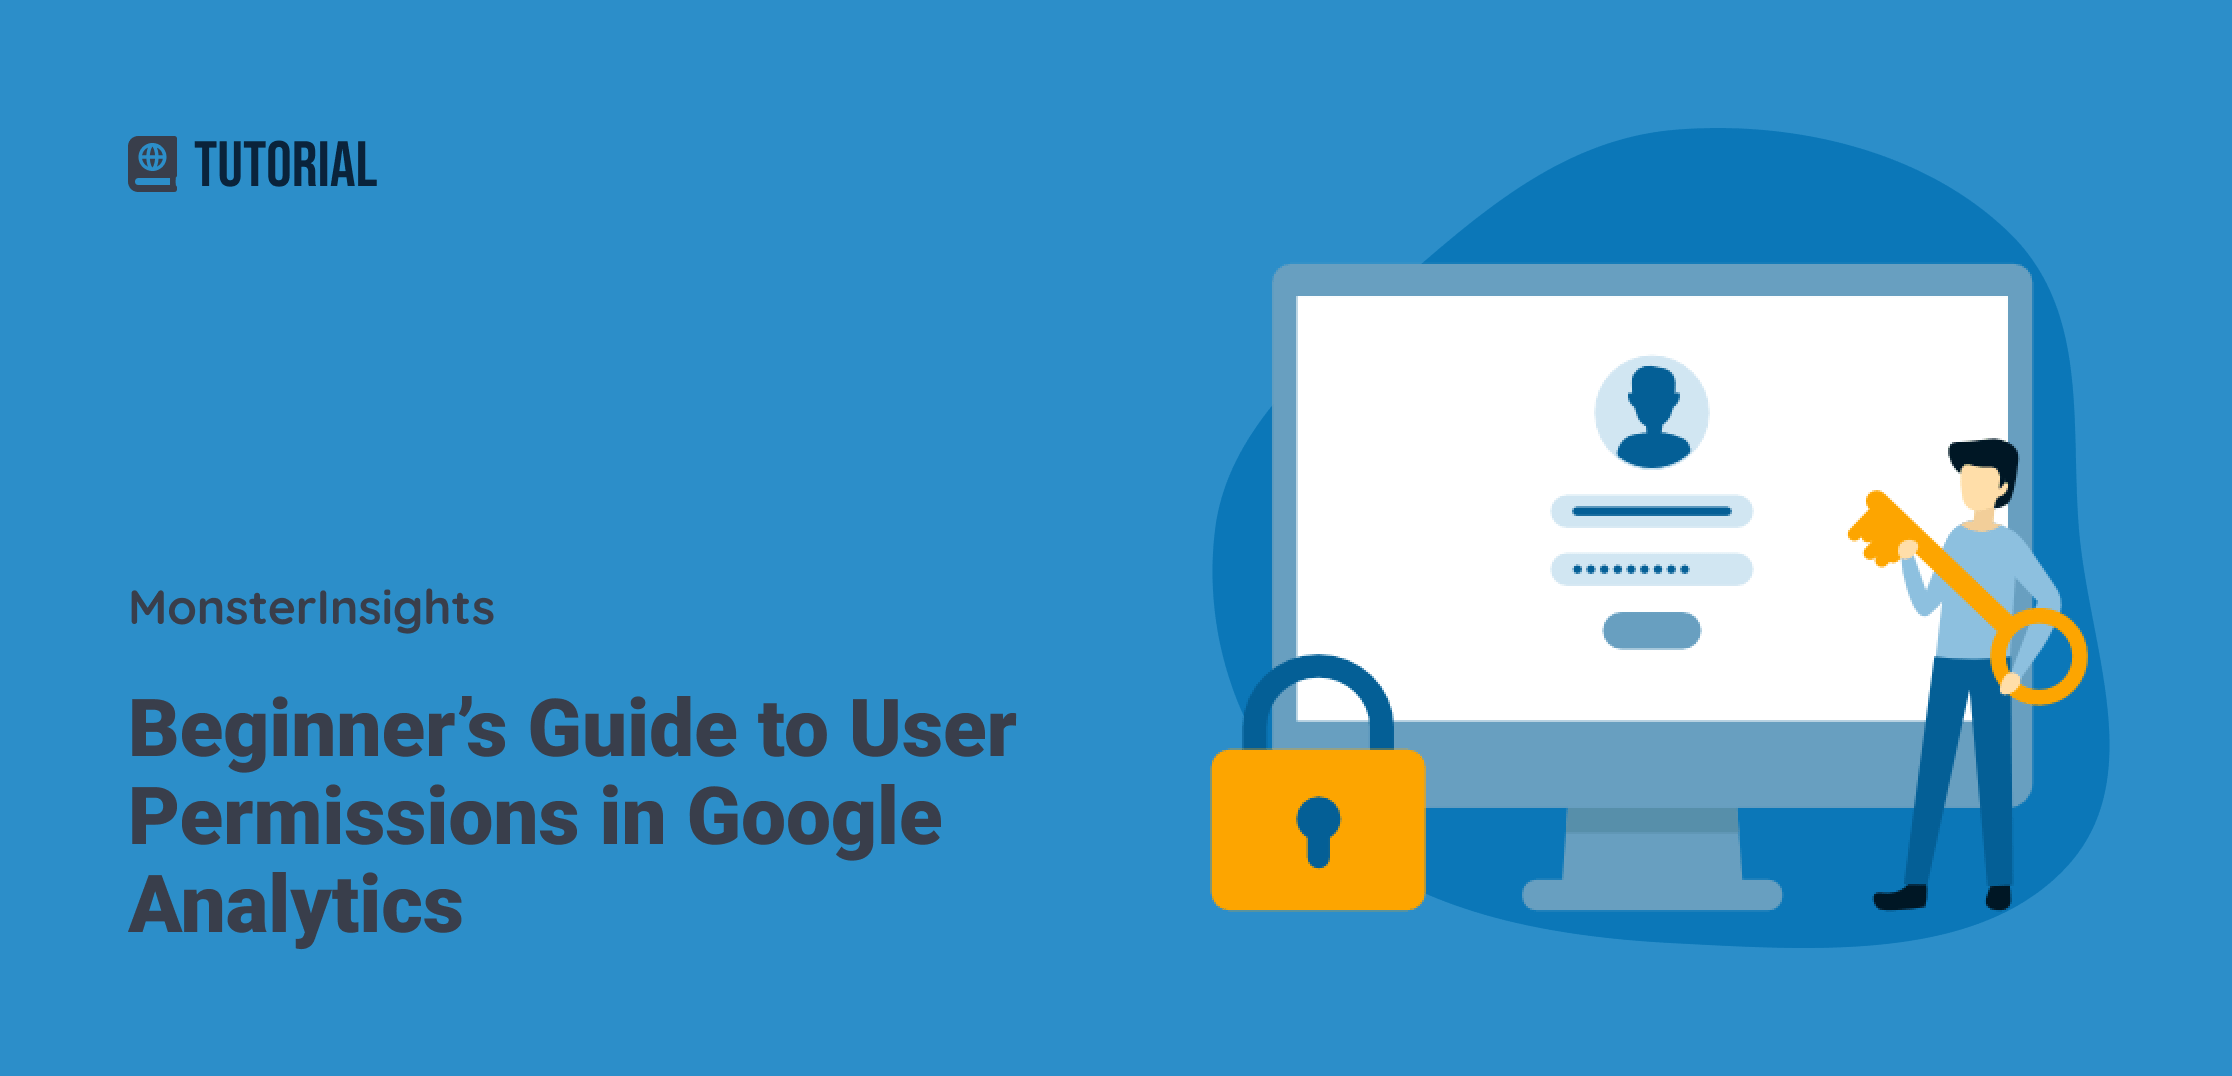 TUTORIAL
MonsterInsights
Beginner’s Guide to User
Permissions in Google
Analytics